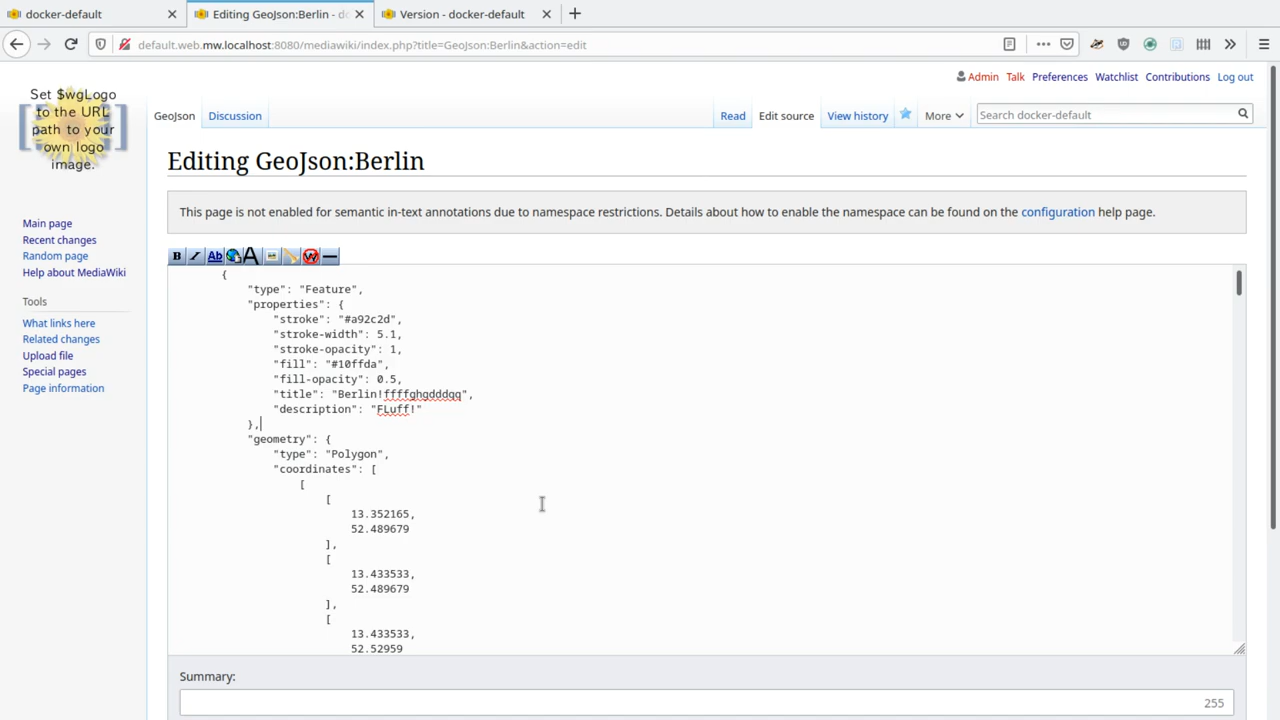 docker-default
Editing GeoJson:Berlin - do
Version - docker-default
default.web.mw.localhost:8080/mediawiki/index.php?title=GeoJson:Berlin&action=edit
Admin Talk Preferences Watchlist Contributions Log out
Set $wgLogo
to the URL
path to your
own logo
image.
GeoJson Discussion Read Edit source View history More Search docker-default
Editing GeoJson:Berlin
This page is not enabled for semantic in-text annotations due to namespace restrictions. Details about how to enable the namespace can be found on the configuration help page.
Main page
Recent changes
Random page
Help about MediaWiki
Tools
What links here
Related changes
Upload file
Special pages
Page information
B I Ab A W
{
"type": "Feature",
"properties": {
"stroke": "#a92c2d",
"stroke-width": 5.1,
"stroke-opacity": 1,
"fill": "#10ffda",
"fill-opacity": 0.5,
"title": "Berlin!ffffghgdddgg",
"description": "FLuff!"
},
"geometry": {
"type": "Polygon",
"coordinates": [
[
[
13.352165,
52.489679
],
[
13.433533,
52.489679
],
[
13.433533,
52.52959
Summary:
255